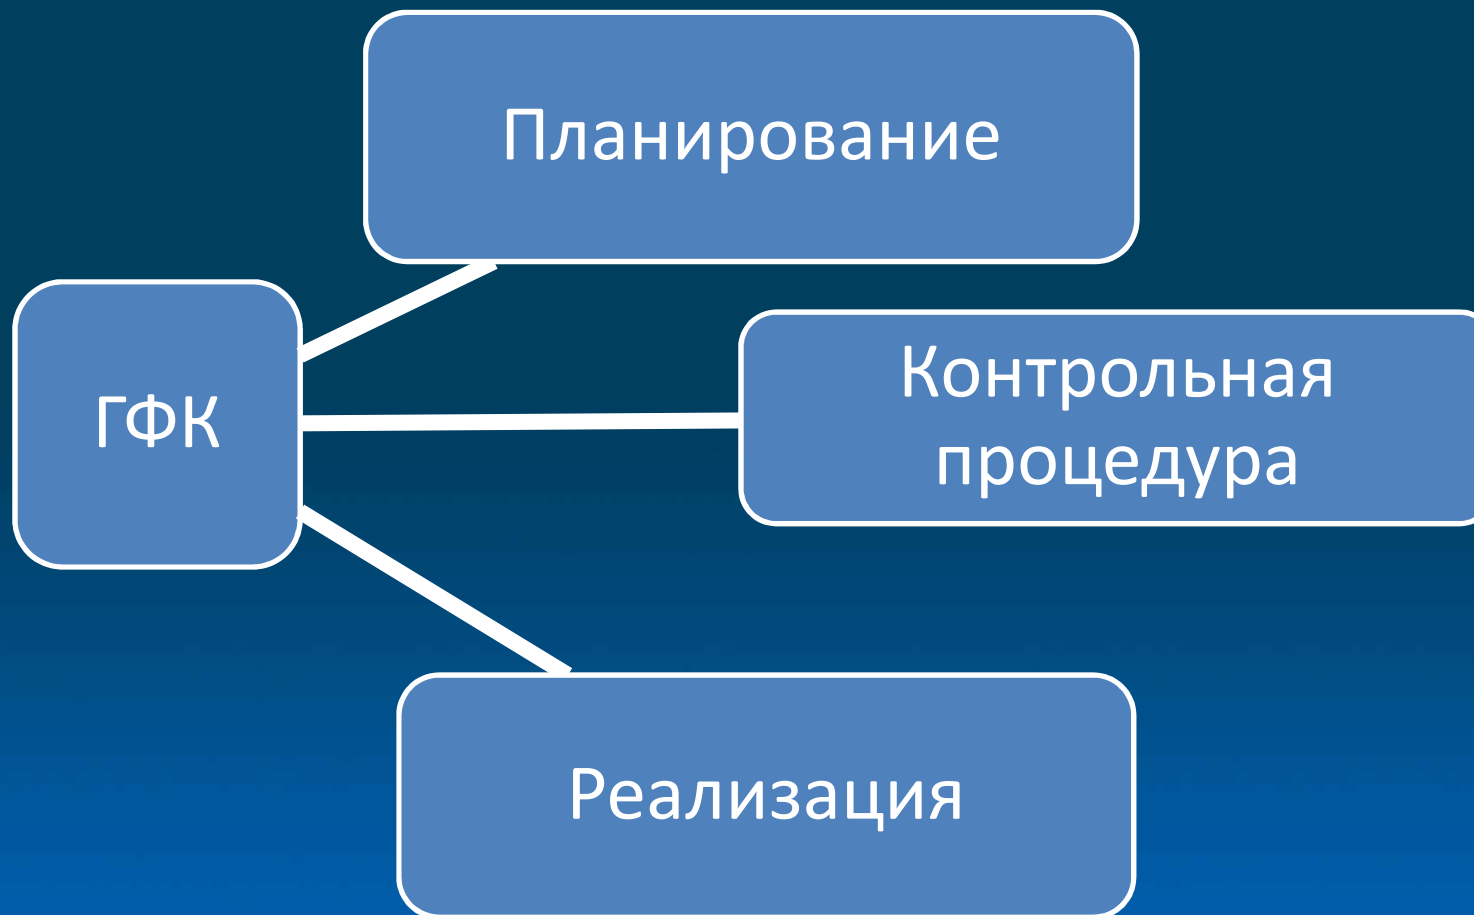 Планирование
ГФК
Контрольная
процедура
Реализация